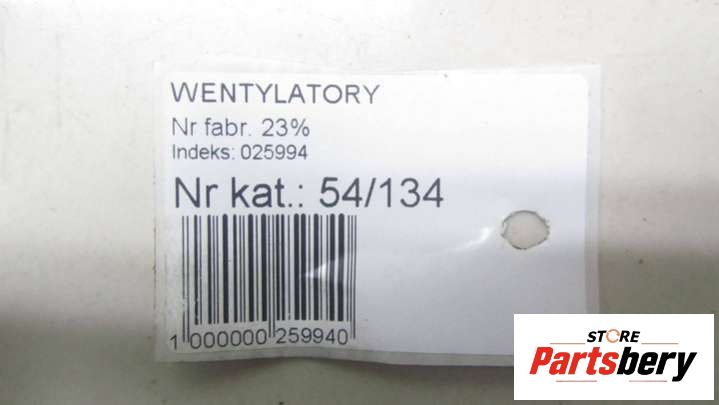 WENTYLATORY
Nr fabr. 23%
Indeks: 025994
Nr kat.: 54/134
1 000000 259940
STORE
Partsbery